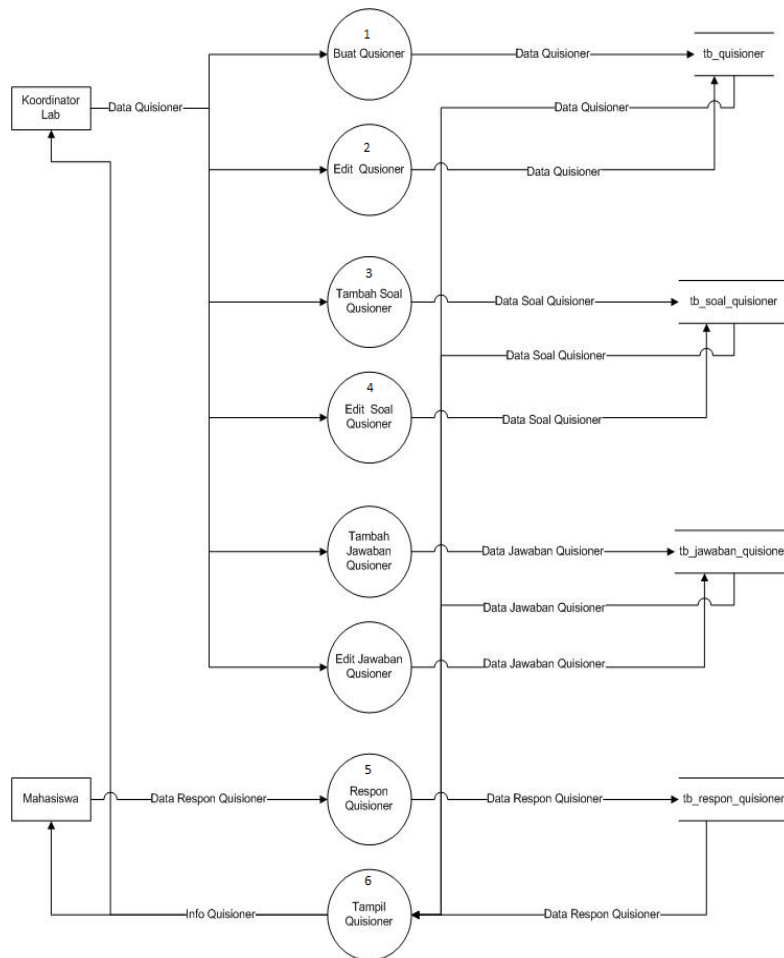 1
Buat Qusioner
Data Quisioner
tb_quisioner
Koordinator
Lab
Data Quisioner
Data Quisioner
2
Edit Qusioner
Data Quisioner
3
Tambah Soal
Qusioner
Data Soal Quisioner
tb_soal_quisioner
Data Soal Quisioner
4
Edit Soal
Qusioner
Data Soal Quisioner
Tambah
Jawaban
Qusioner
Data Jawaban Quisioner
tb_jawaban_quisione
Data Jawaban Quisioner
Edit Jawaban
Qusioner
Data Jawaban Quisioner
Mahasiswa
Data Respon Quisioner
5
Respon
Quisioner
Data Respon Quisioner
tb_respon_quisioner
6
Tampil
Quisioner
Info Quisioner
Data Respon Quisioner